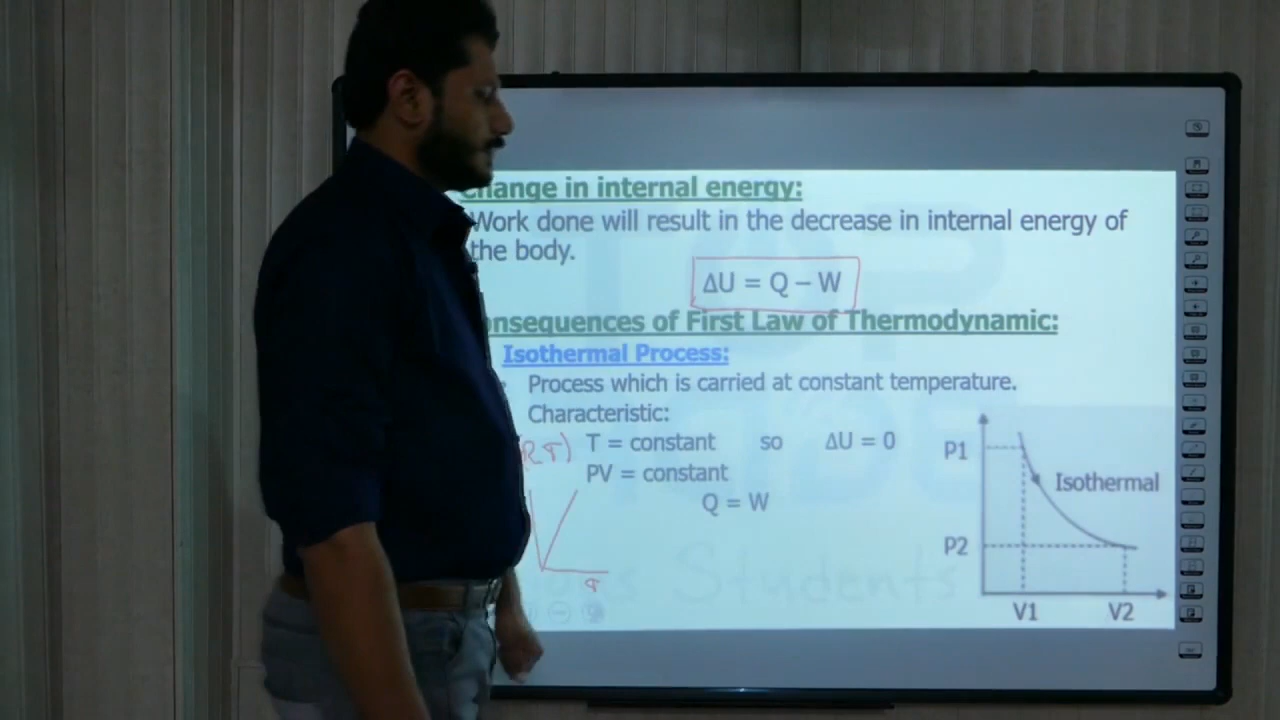 Change in internal energy:
Work done will result in the decrease in internal energy of
the body.
ΔU = Q – W
onsequences of First Law of Thermodynamic:
Isothermal Process:
Process which is carried at constant temperature.
Characteristic:
T = constant so ΔU = 0
PV = constant
Q = W
P1
Isothermal
P2
V1 V2
Students